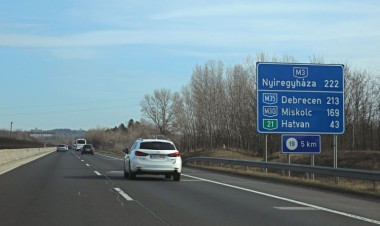 M3
Nyíregyháza 222
M35 Debrecen 213
M30 Miskolc 169
21 Hatvan 43
5 km